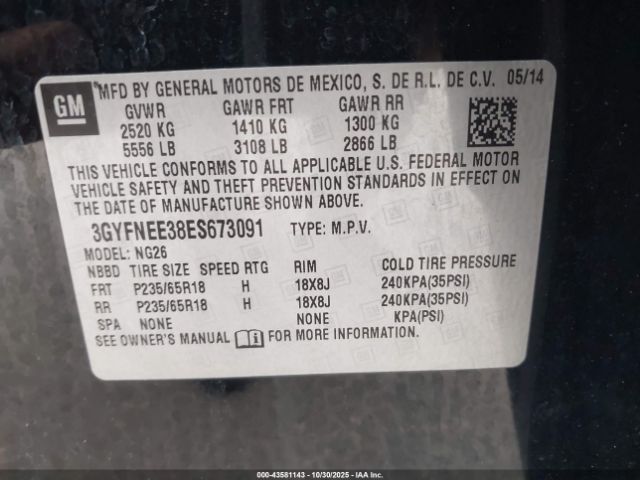 GM
*MFD BY GENERAL MOTORS DE MEXICO, S. DE R.L. DE C.V. 05/14
GVWR GAWR FRT GAWR RR
2520 KG 1410 KG 1300 KG
5556 LB 3108 LB 2866 LB
THIS VEHICLE CONFORMS TO ALL APPLICABLE U.S. FEDERAL MOTOR
VEHICLE SAFETY AND THEFT PREVENTION STANDARDS IN EFFECT ON
THE DATE OF MANUFACTURE SHOWN ABOVE.
3GYFNEE38ES673091 TYPE: M.P.V.
MODEL: NG26
NBBD TIRE SIZE SPEED RTG RIM COLD TIRE PRESSURE
FRT P235/65R18 H 18X8J 240KPA(35PSI)
RR P235/65R18 H 18X8J 240KPA(35PSI)
SPA NONE NONE KPA(PSI)
SEE OWNER'S MANUAL FOR MORE INFORMATION.
000-43581143 | 10/30/2025 - IAA Inc.